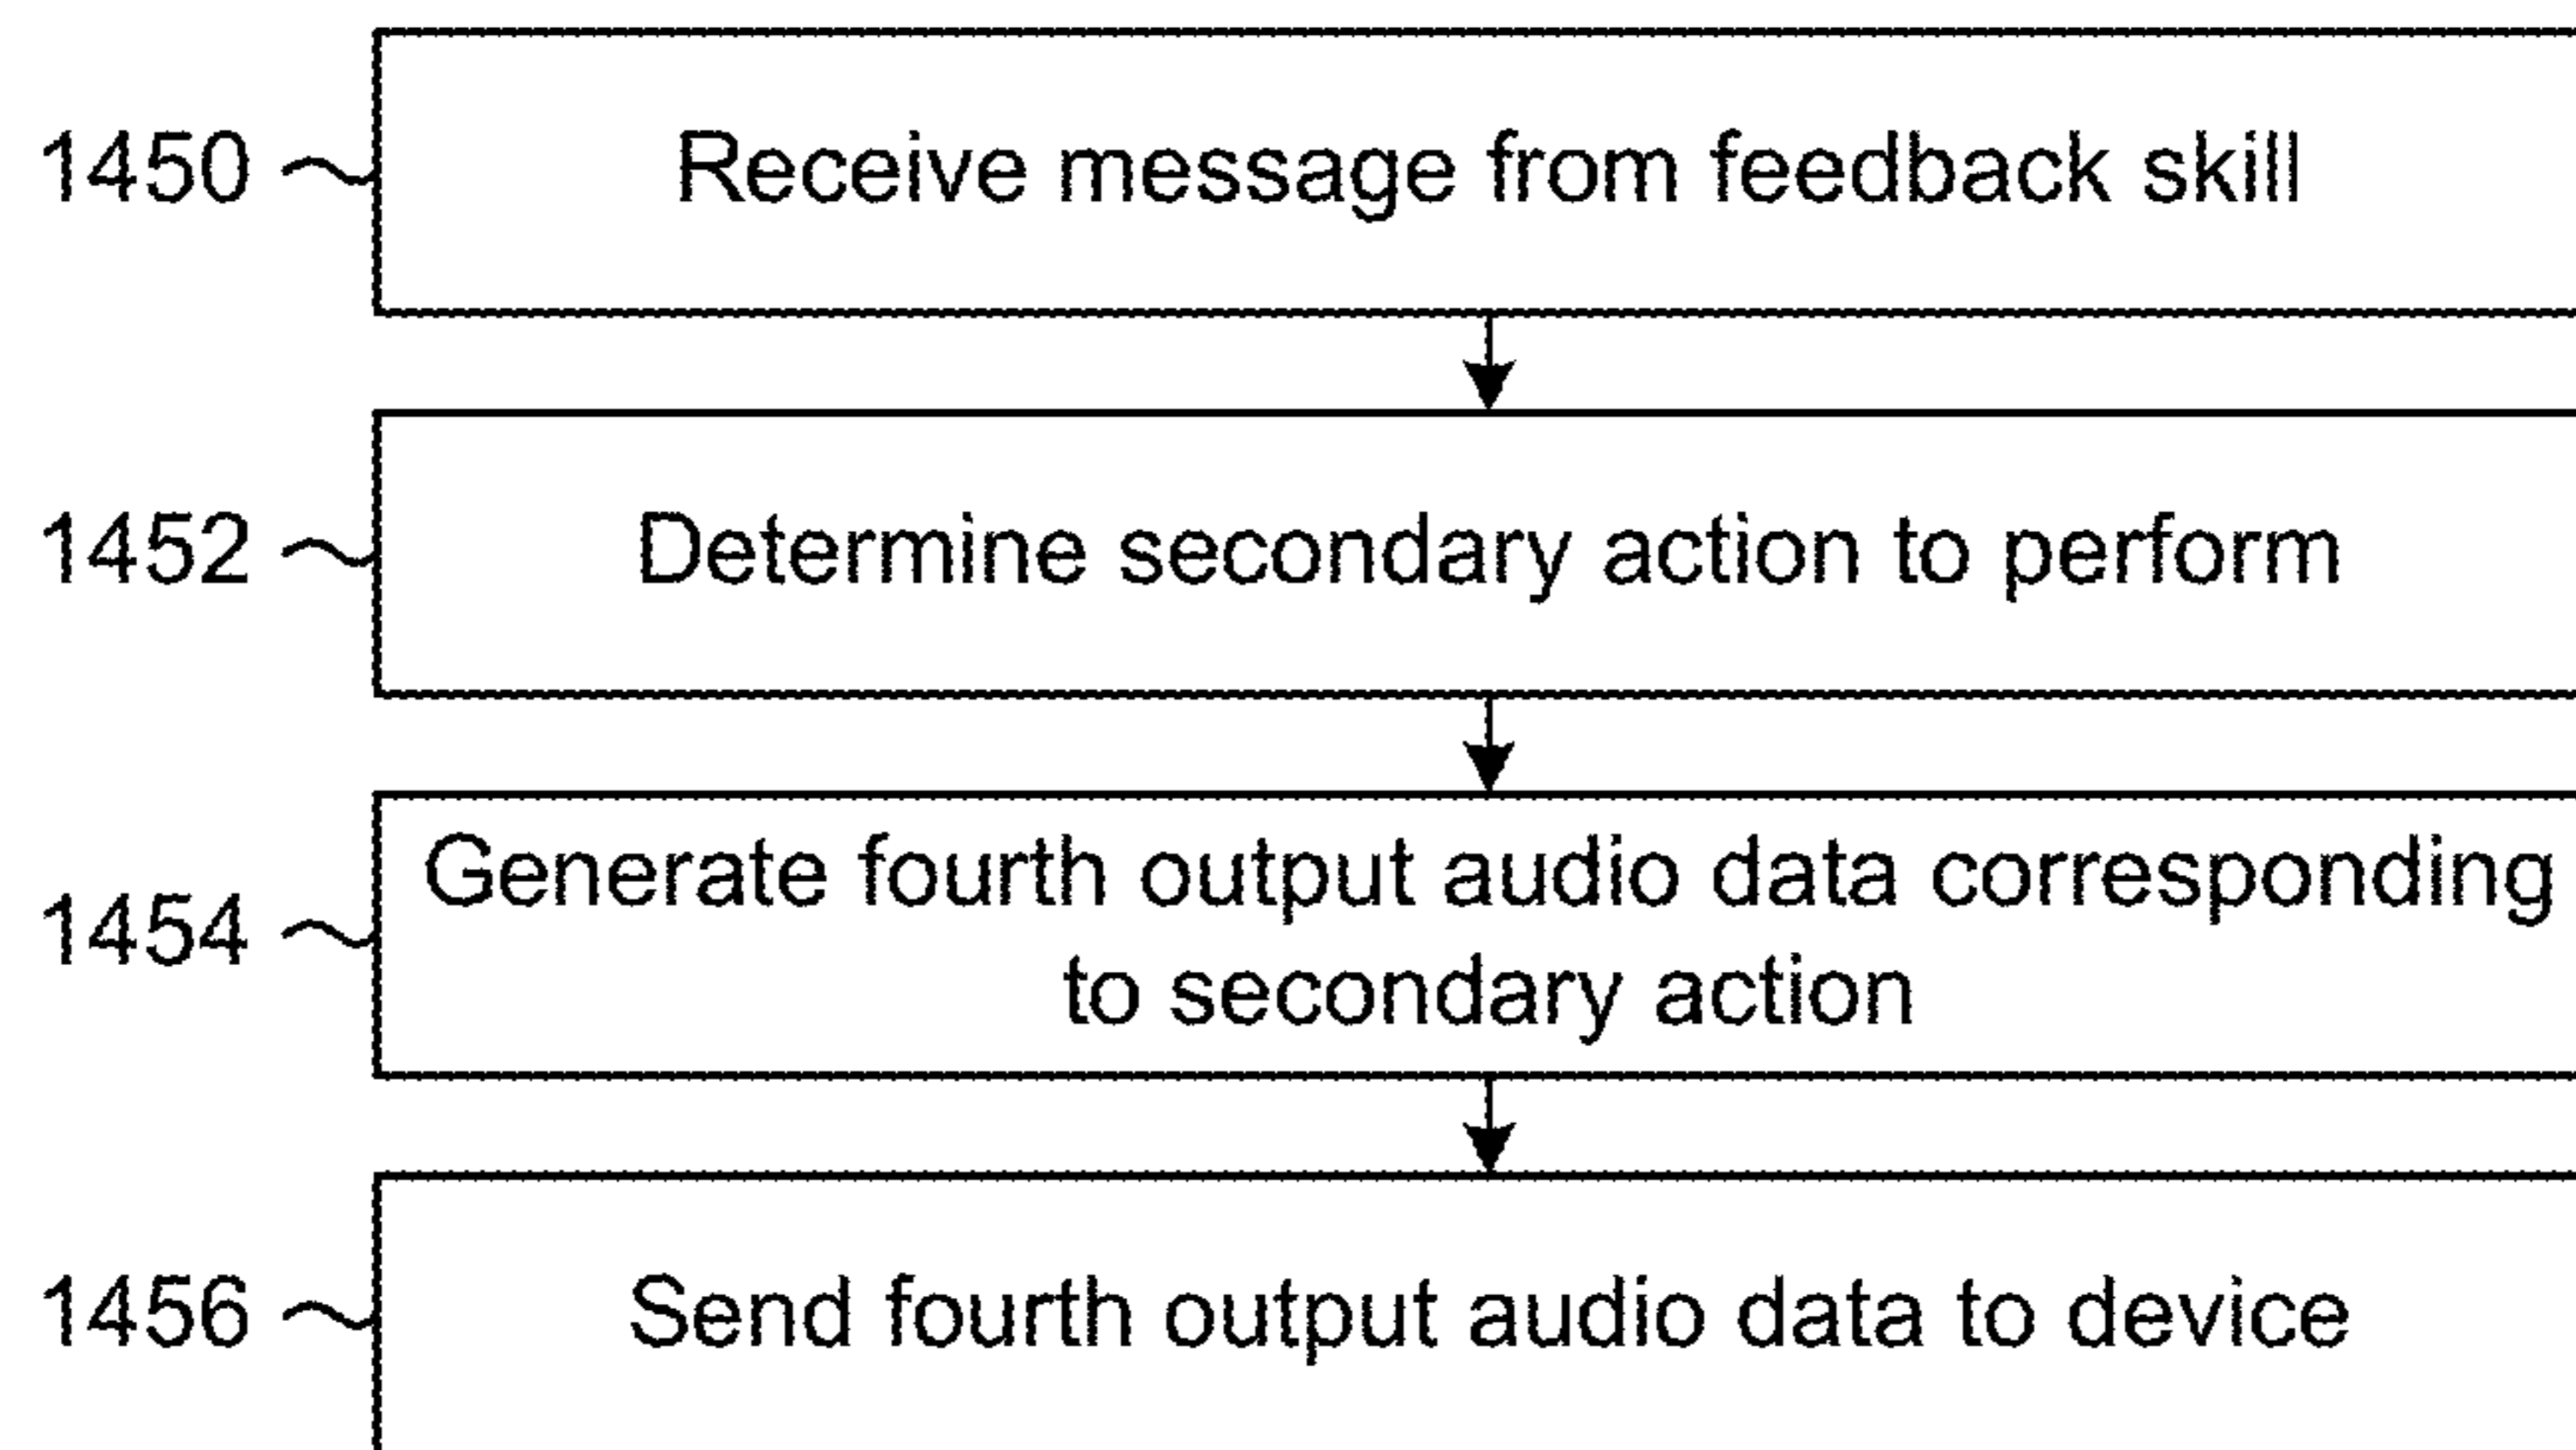 1450 Receive message from feedback skill
1452 Determine secondary action to perform
1454 Generate fourth output audio data corresponding
to secondary action
1456 Send fourth output audio data to device